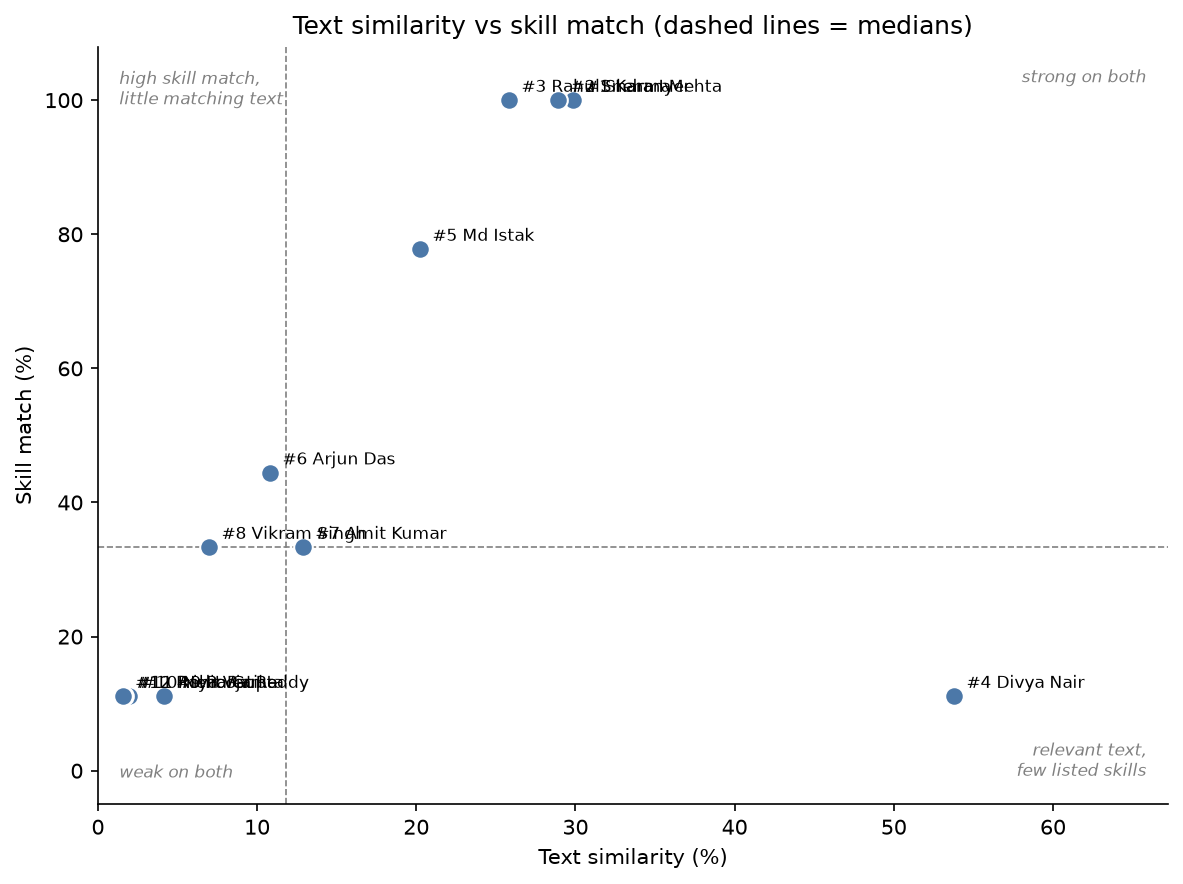 Text similarity vs skill match (dashed lines = medians)
high skill match,
little matching text
strong on both
#3
Mehta
#5 Md Istak
#6 Arjun Das
#8 Vikram Singh
#7 Amit Kumar
#4 Divya Nair
relevant text,
few listed skills
weak on both
100
80
60
40
20
0
Skill match (%)
0 10 20 30 40 50 60
Text similarity (%)